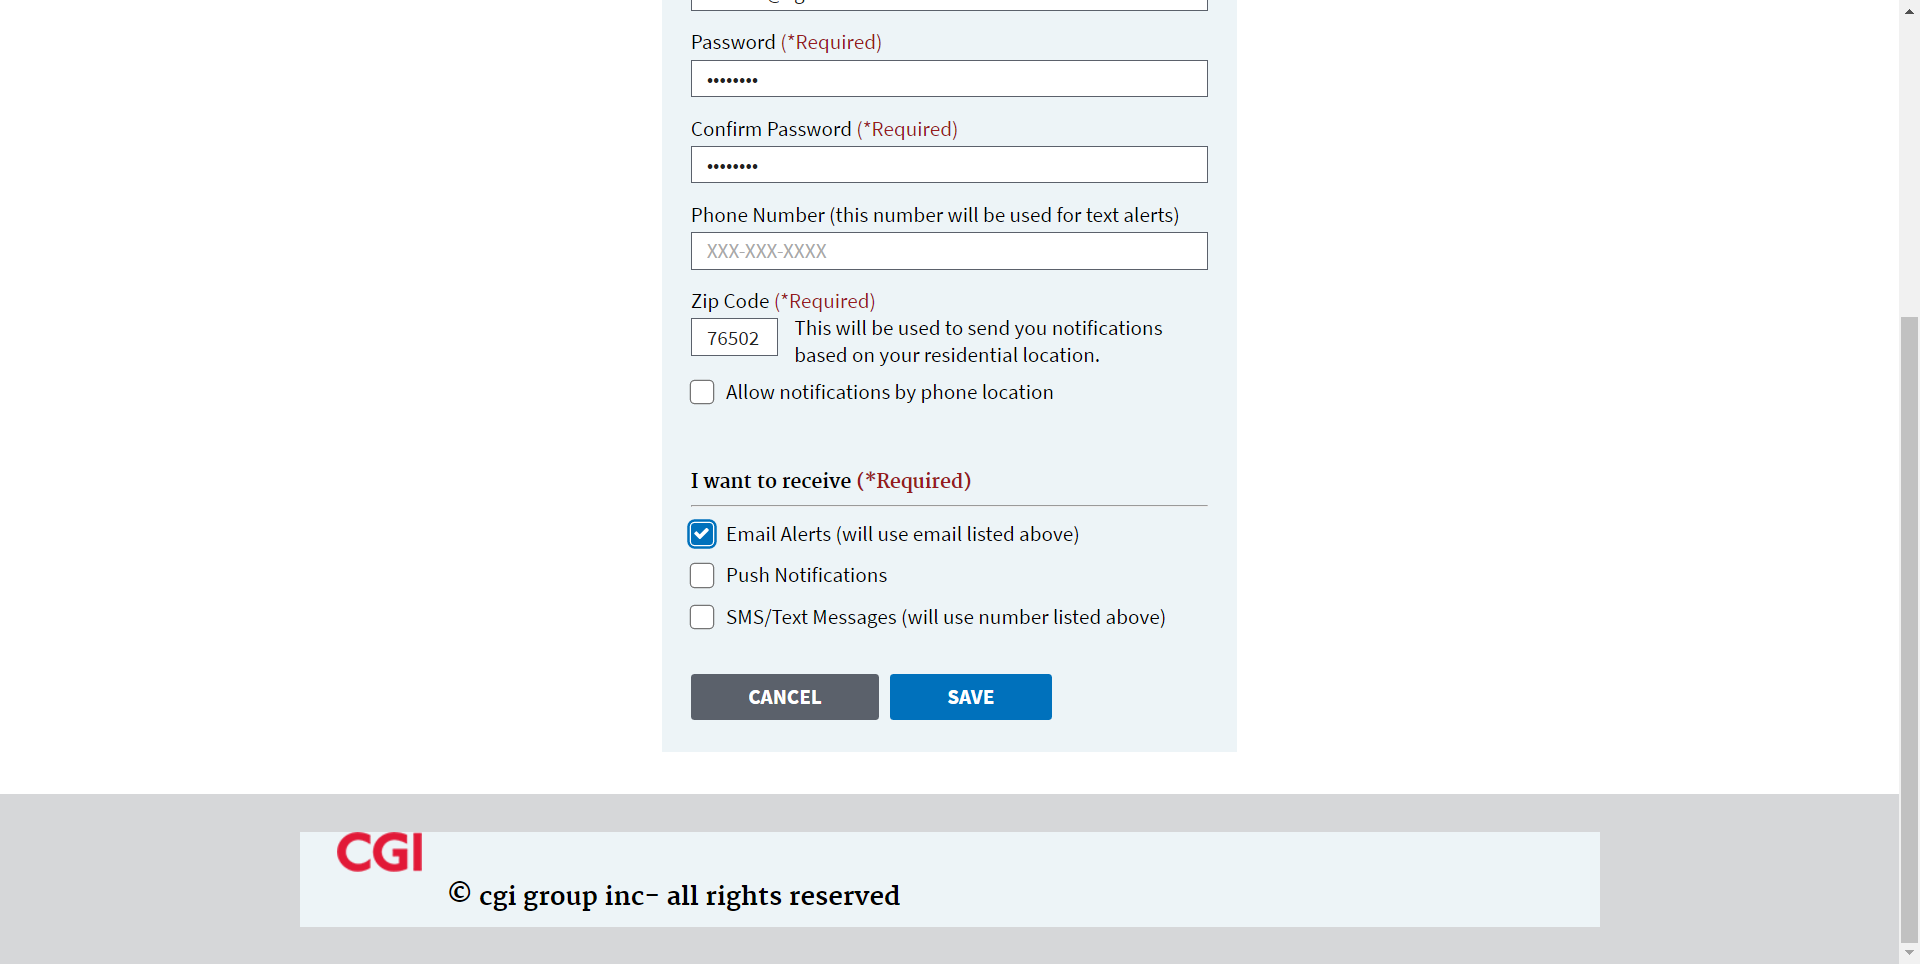 Password (*Required)
••••••••
Confirm Password (*Required)
••••••••
Phone Number (this number will be used for text alerts)
XXX-XXX-XXXX
Zip Code (*Required)
76502
This will be used to send you notifications
based on your residential location.
Allow notifications by phone location
I want to receive (*Required)
Email Alerts (will use email listed above)
Push Notifications
SMS/Text Messages (will use number listed above)
CANCEL
SAVE
CGI
© cgi group inc- all rights reserved